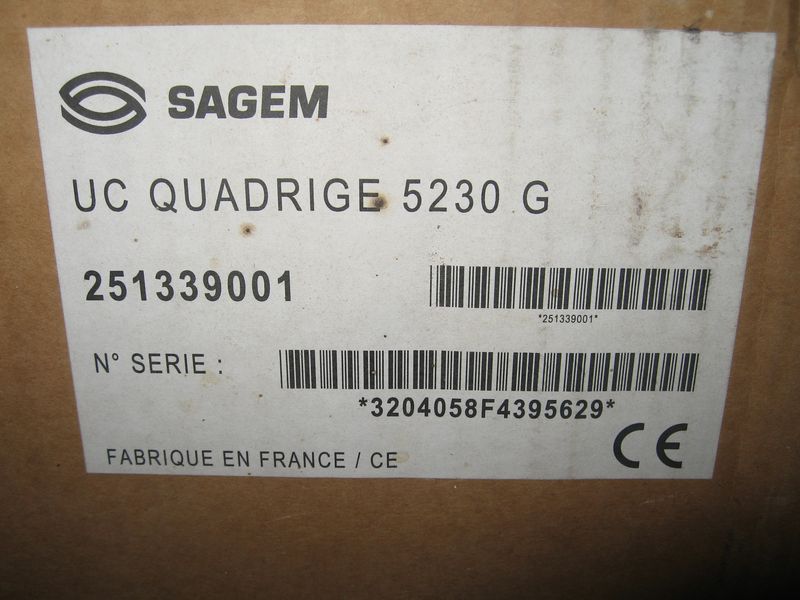 SAGEM
UC QUADRIGE 5230 G
251339001
*251339001*
N° SERIE :
*3204058F4395629*
FABRIQUE EN FRANCE / CE
CE